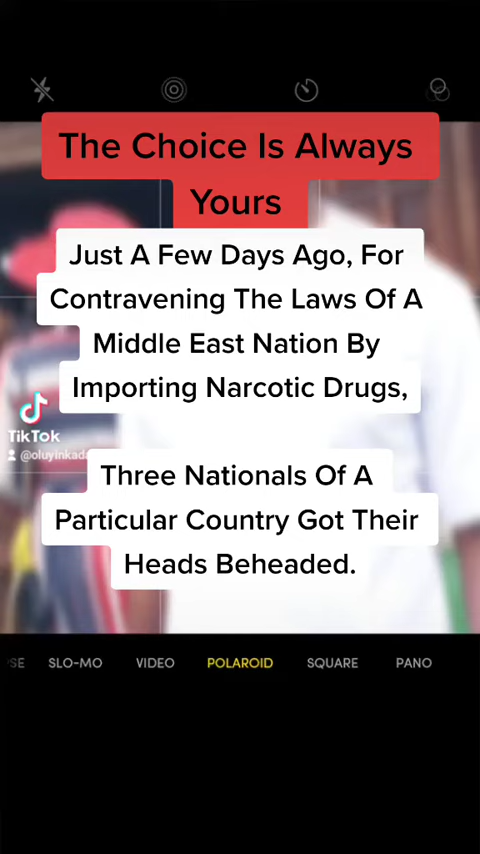 The Choice Is Always
Yours
Just A Few Days Ago, For
Contravening The Laws Of A
Middle East Nation By
Importing Narcotic Drugs,
TikTok
Three Nationals Of A
Particular Country Got Their
Heads Beheaded.
SLO-MO VIDEO POLAROID SQUARE PANO